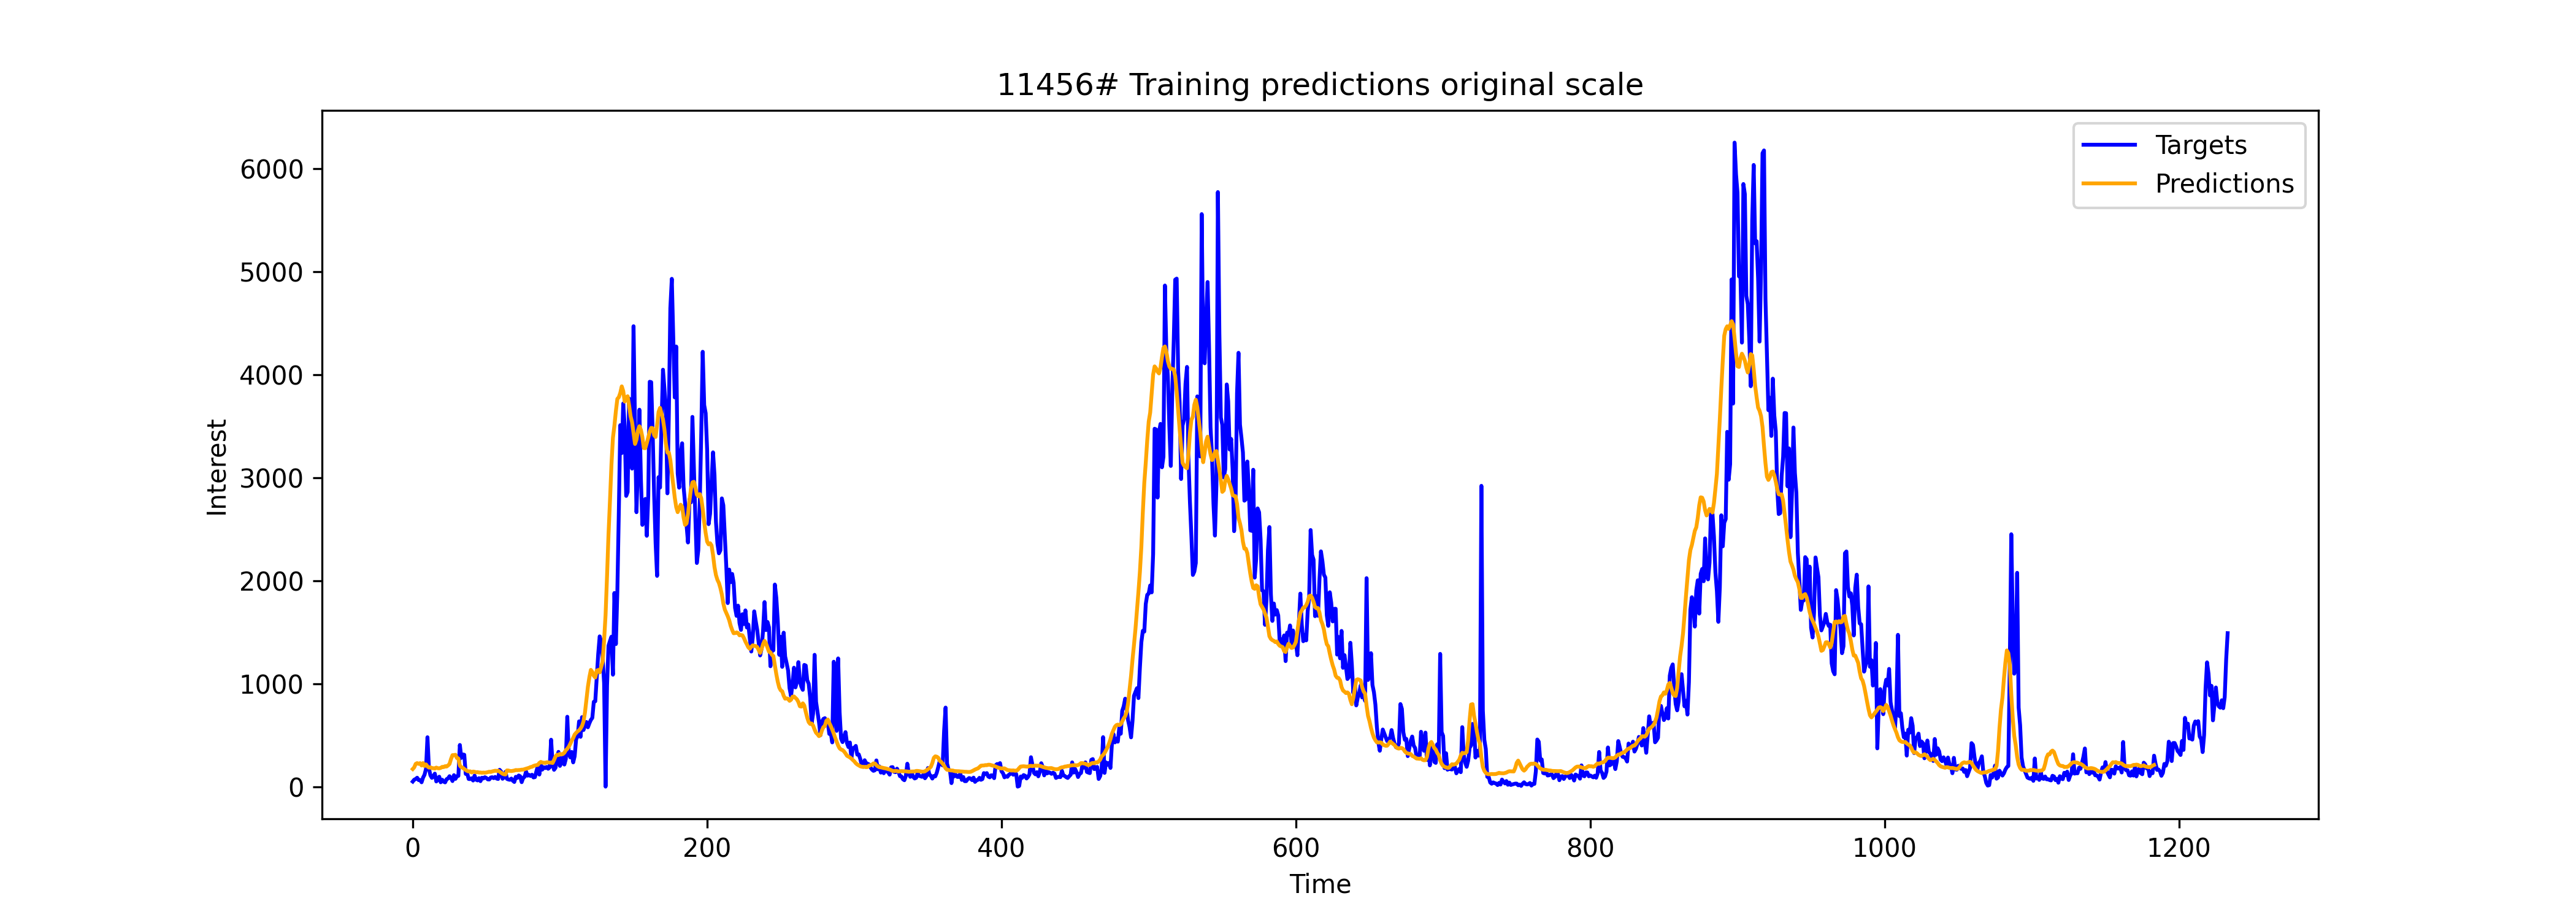 11456# Training predictions original scale
Targets
Predictions
6000
5000
4000
3000
2000
1000
0
Interest
0 200 400 600 800 1000 1200
Time